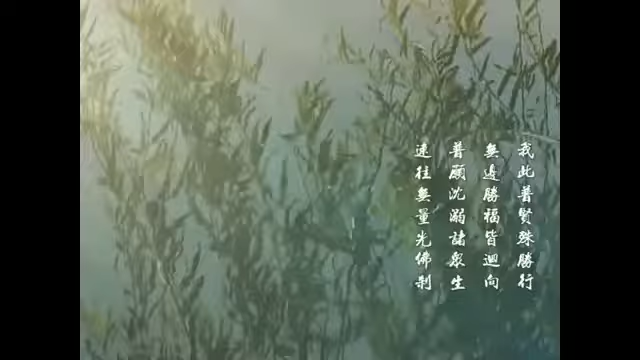 我此普賢殊勝行
無邊勝福皆迴向
普願沈溺諸眾生
速往無量光佛剎